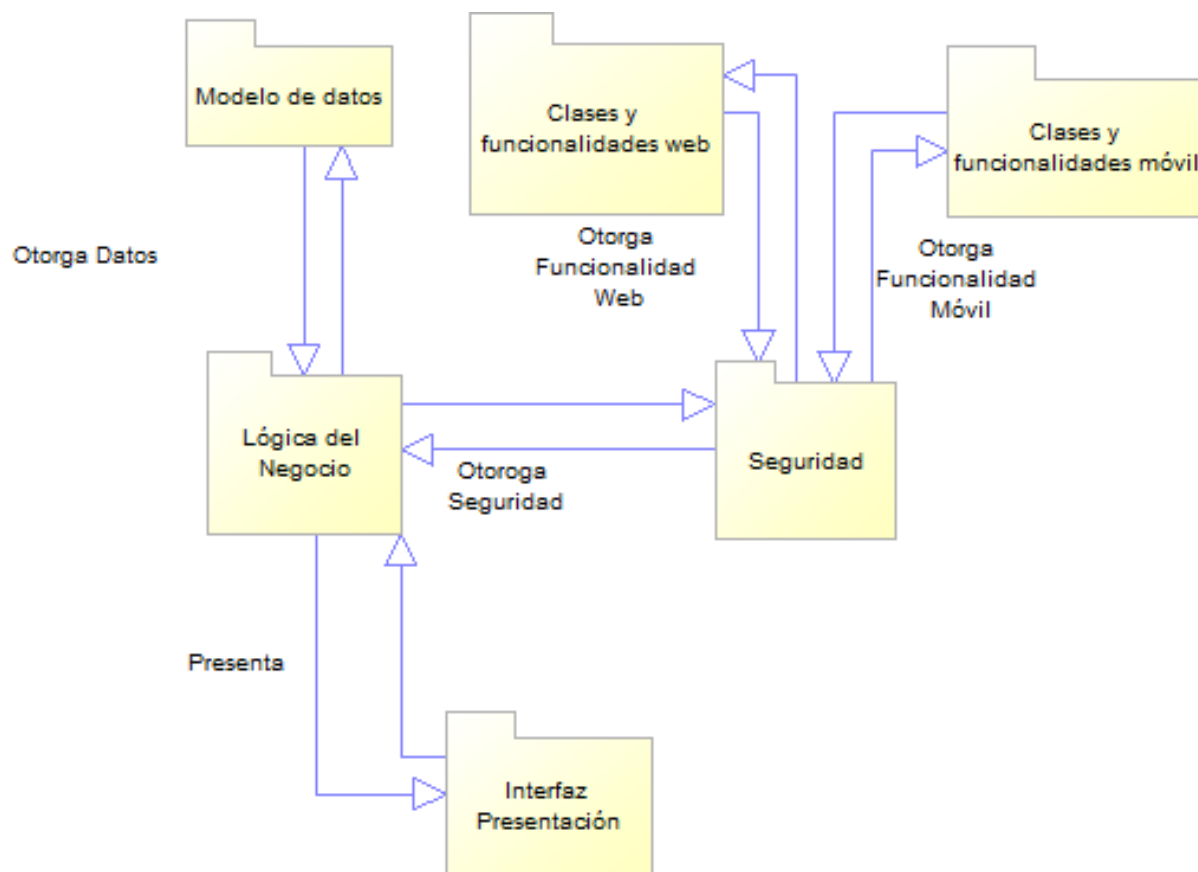 Modelo de datos
Clases y
funcionalidades web
Clases y
funcionalidades móvil
Otorga Datos
Otorga
Funcionalidad
Web
Otorga
Funcionalidad
Móvil
Lógica del
Negocio
Otoroga
Seguridad
Seguridad
Presenta
Interfaz
Presentación